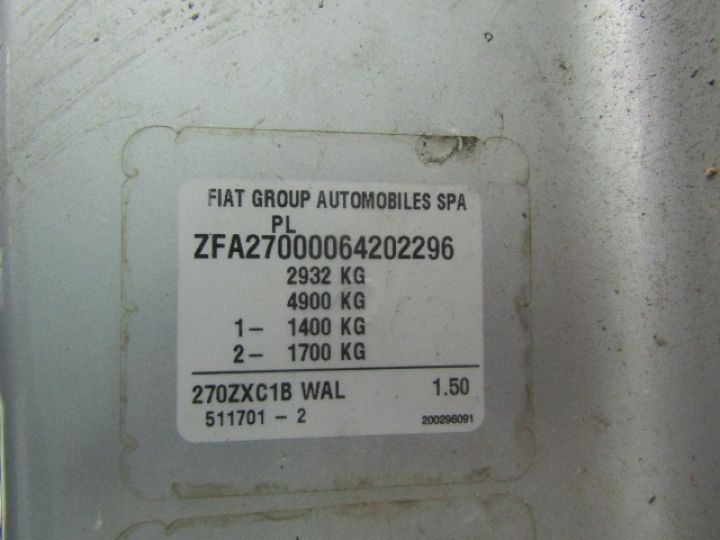 FIAT GROUP AUTOMOBILES SPA
PL
ZFA27000064202296
2932 KG
4900 KG
1- 1400 KG
2- 1700 KG
270ZXC1B WAL 1.50
511701 - 2 200296091